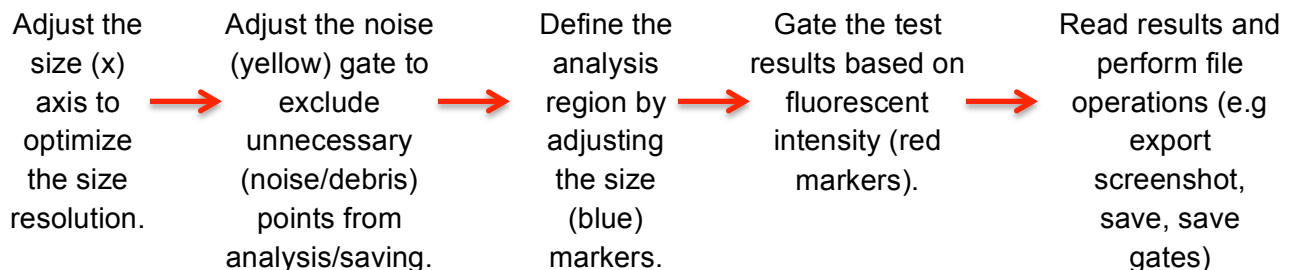 Adjust the
size (x)
axis to
optimize
the size
resolution.
Adjust the noise
(yellow) gate to
exclude
unnecessary
(noise/debris)
points from
analysis/saving.
Define the
analysis
region by
adjusting
the size
(blue)
markers.
Gate the test
results based on
fluorescent
intensity (red
markers).
Read results and
perform file
operations (e.g
export
screenshot,
save, save
gates)